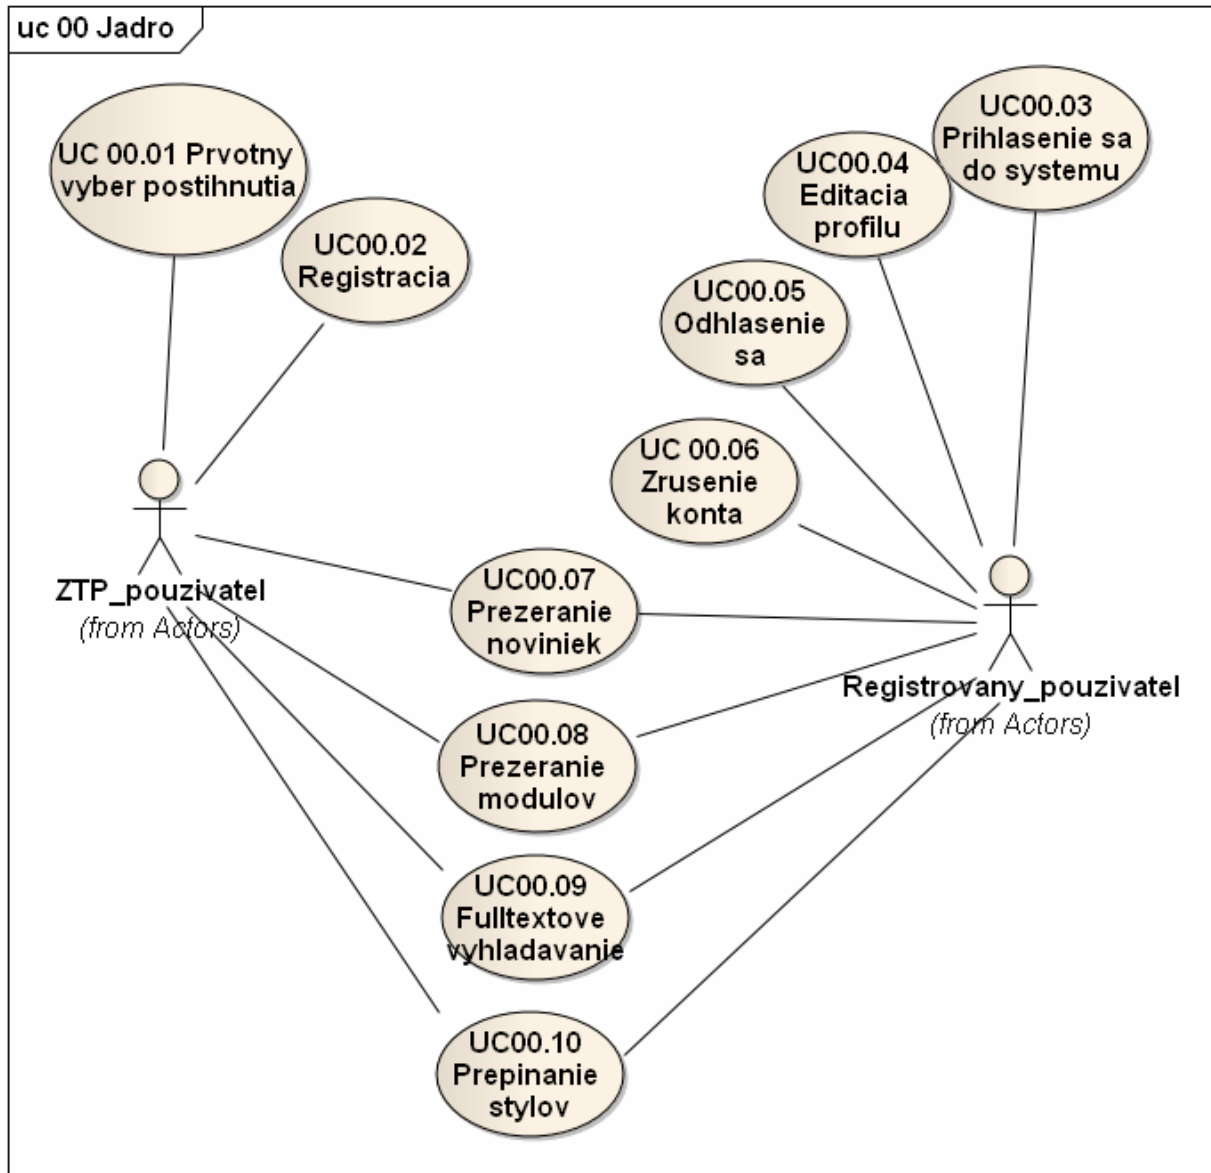 uc 00 Jadro
UC 00.01 Prvotny
vyber postihnutia
UC00.02
Registracia
UC00.03
Prihlasenie sa
do systemu
UC00.04
Editacia
profilu
UC00.05
Odhlasenie
sa
UC 00.06
Zrusenie
konta
ZTP_pouzivatel
(from Actors)
UC00.07
Prezeranie
noviniek
Registrovany_pouzivatel
(from Actors)
UC00.08
Prezeranie
modulov
UC00.09
Fulltextove
vyhladavanie
UC00.10
Prepinanie
stylov